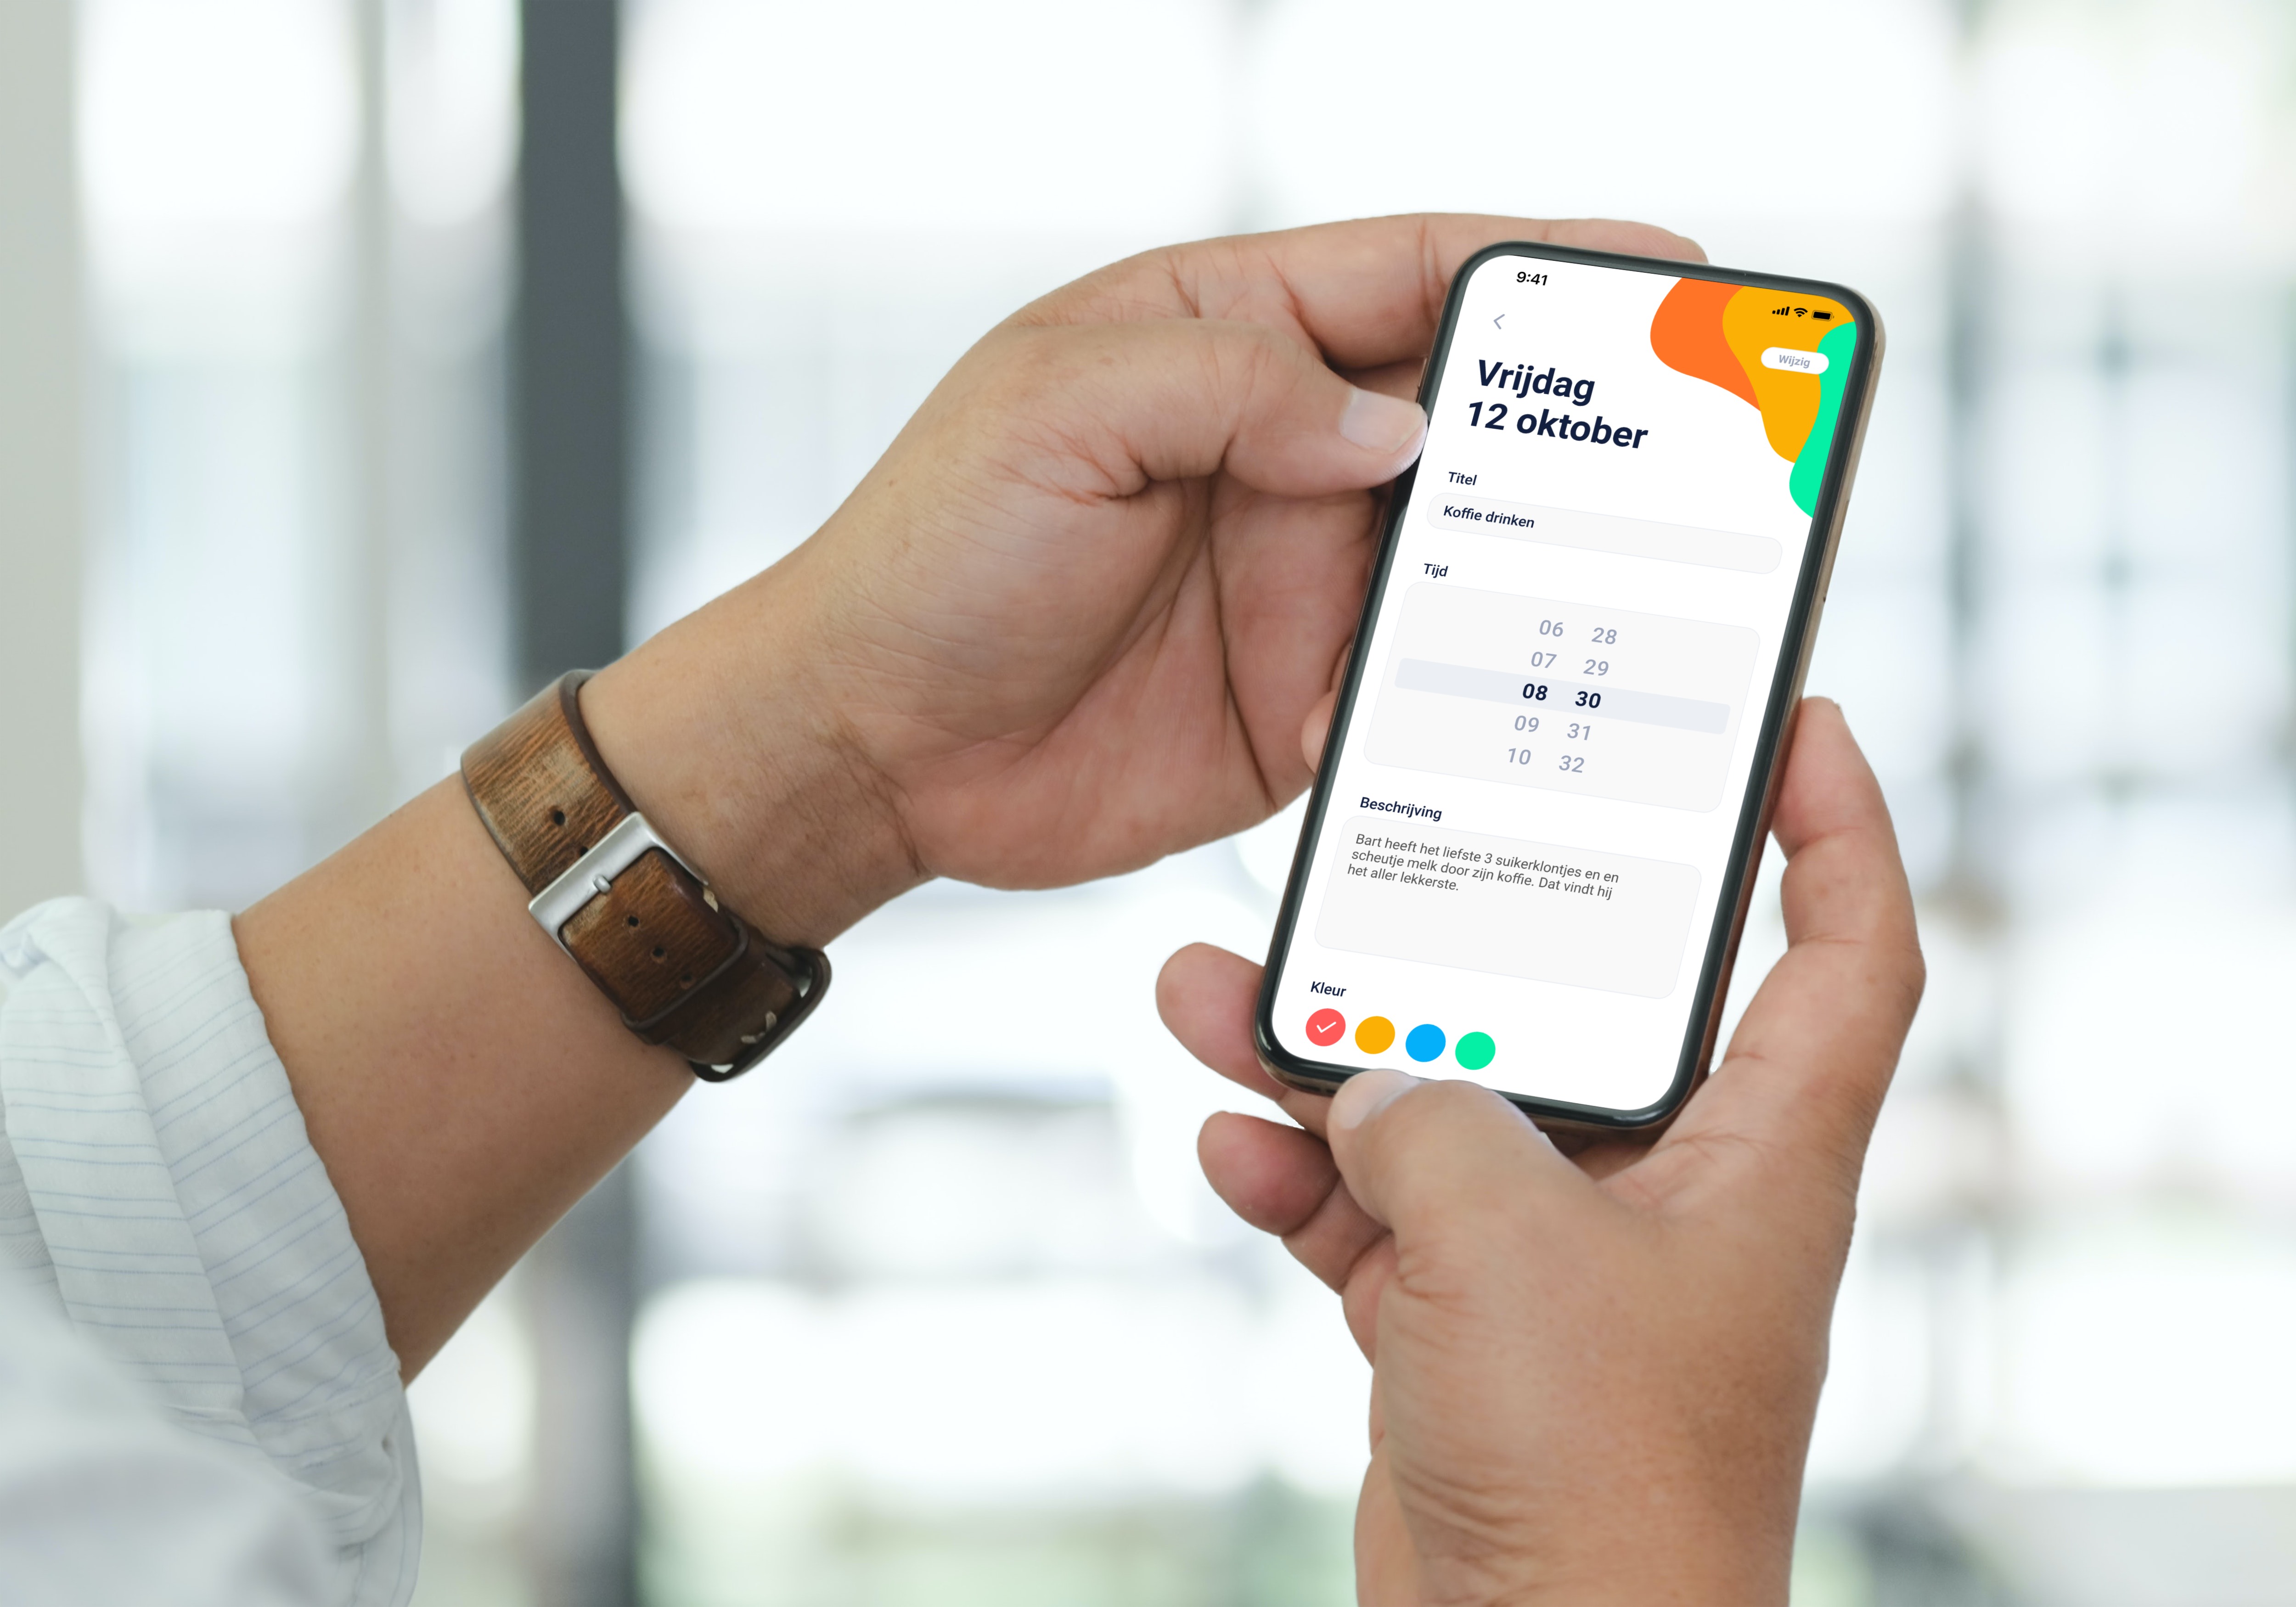 9:41
Wijzig
Vrijdag
12 oktober
Titel
Koffie drinken
Tijd
06 28
07 29
08 30
09 31
10 32
Beschrijving
Bart heeft het liefste 3 suikerklontjes en en
scheutje melk door zijn koffie. Dat vindt hij
het aller lekkerste.
Kleur